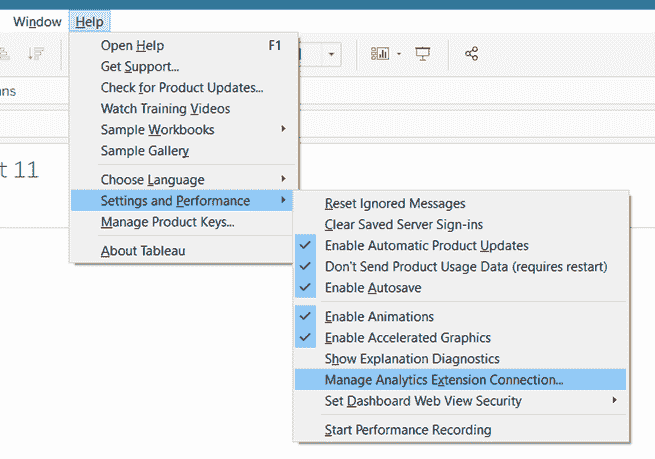 Window Help
Open Help F1
Get Support...
Check for Product Updates...
Watch Training Videos
Sample Workbooks
Sample Gallery
t 11
Choose Language
Settings and Performance
Manage Product Keys...
About Tableau
Reset Ignored Messages
Clear Saved Server Sign-ins
Enable Automatic Product Updates
Don't Send Product Usage Data (requires restart)
Enable Autosave
Enable Animations
Enable Accelerated Graphics
Show Explanation Diagnostics
Manage Analytics Extension Connection...
Set Dashboard Web View Security
Start Performance Recording